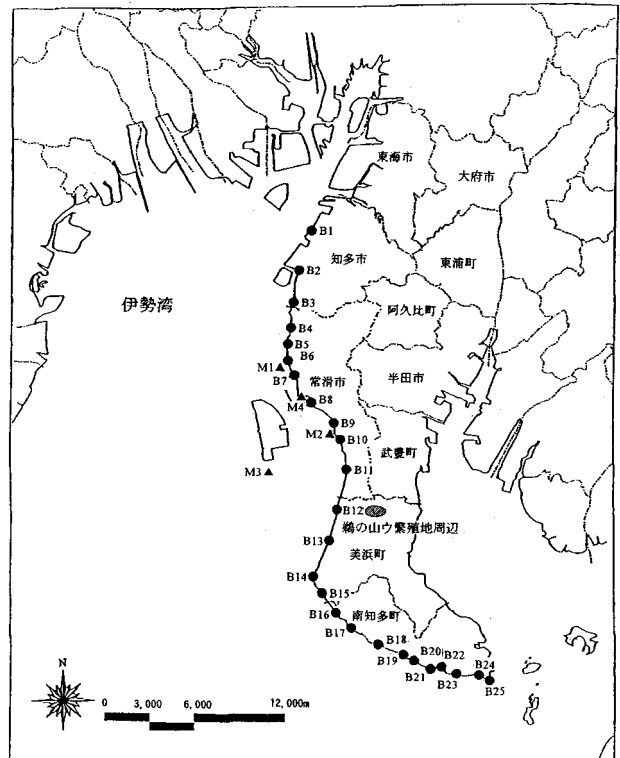 東海市
大府市
B1
知多市
東浦町
B2
伊勢湾
B3
阿久比町
B4
B5
B6
M1
B7
常滑市
半田市
M4
B8
B9
M2
B10
武豊町
M3
B11
B12
鵜の山ウ繁殖地周辺
B13
美浜町
B14
B15
B16
南知多町
B17
B18
B19
B20
B22
B21
B23
B24
B25
N
0 3,000 6,000 12,000m